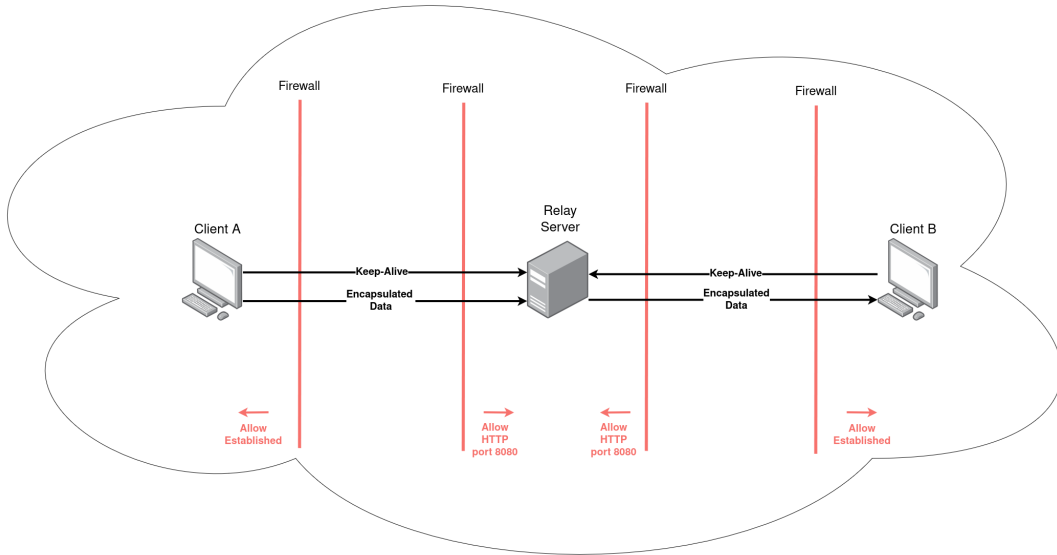 Firewall
Firewall
Firewall
Firewall
Client A
Relay
Server
Client B
Keep-Alive
Keep-Alive
Encapsulated
Data
Encapsulated
Data
Allow
Established
Allow
HTTP
port 8080
Allow
HTTP
port 8080
Allow
Established